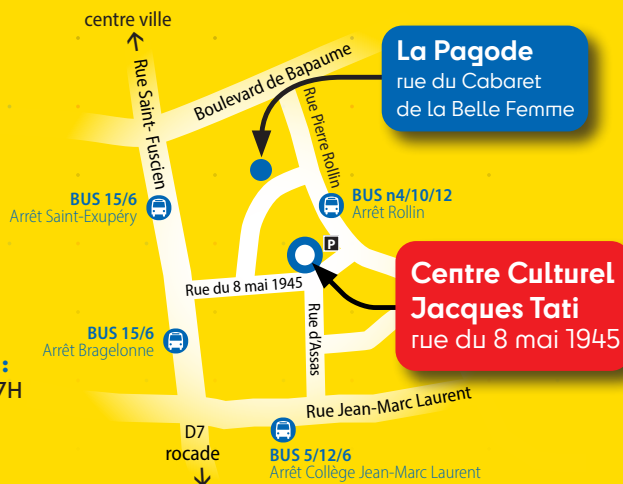 centre ville
La Pagode
rue du Cabaret
de la Belle Femme
Boulevard de Bapaume
Rue Saint- Fuscien
Rue Pierre Rollin
BUS 15/6
Arrêt Saint-Exupéry
BUS n4/10/12
Arrêt Rollin
P
Centre Culturel
Jacques Tati
rue du 8 mai 1945
Rue du 8 mai 1945
Rue d'Assas
BUS 15/6
Arrêt Bragelonne
:
7H
Rue Jean-Marc Laurent
D7
rocade
BUS 5/12/6
Arrêt Collège Jean-Marc Laurent